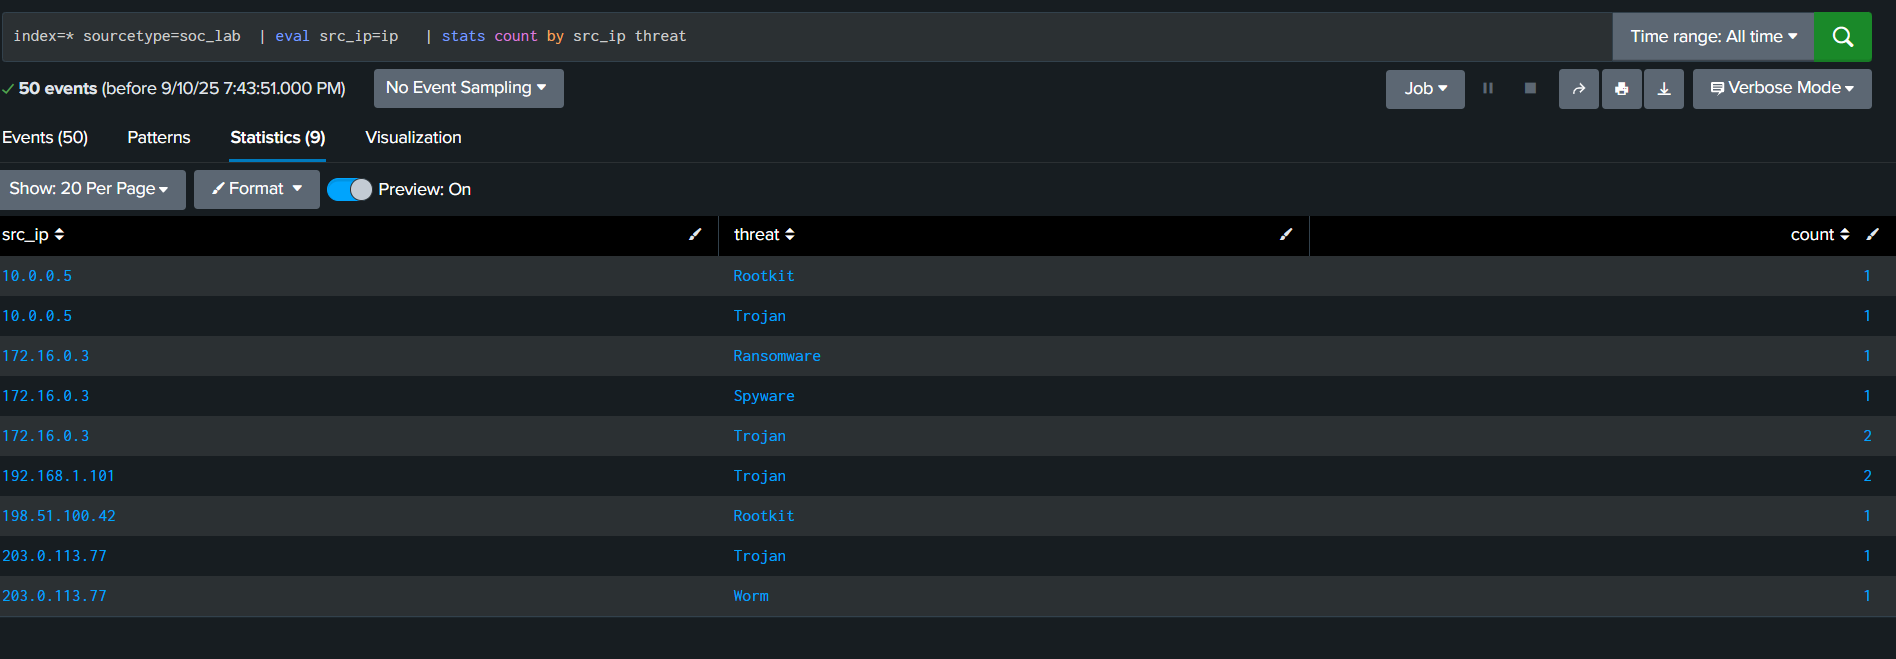 index=* sourcetype=soc_lab | eval src_ip=ip | stats count by src_ip threat
Time range: All time
50 events (before 9/10/25 7:43:51.000 PM)
No Event Sampling
Job
Verbose Mode
Events (50)
Patterns
Statistics (9)
Visualization
Show: 20 Per Page
Format
Preview: On
src_ip threat count
10.0.0.5 Rootkit 1
10.0.0.5 Trojan 1
172.16.0.3 Ransomware 1
172.16.0.3 Spyware 1
172.16.0.3 Trojan 2
192.168.1.101 Trojan 2
198.51.100.42 Rootkit 1
203.0.113.77 Trojan 1
203.0.113.77 Worm 1